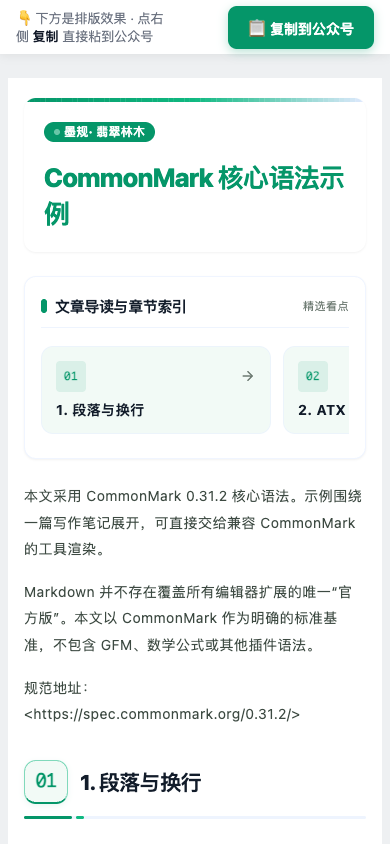 👇 下方是排版效果 · 点右
侧 复制 直接粘到公众号
📋 复制到公众号
墨规· 翡翠林木
CommonMark 核心语法示
例
文章导读与章节索引
精选看点
01
→
02
1. 段落与换行
2. ATX
本文采用 CommonMark 0.31.2 核心语法。示例围绕
一篇写作笔记展开，可直接交给兼容 CommonMark
的工具渲染。
Markdown 并不存在覆盖所有编辑器扩展的唯一“官
方版”。本文以 CommonMark 作为明确的标准基
准，不包含 GFM、数学公式或其他插件语法。
规范地址：
<https://spec.commonmark.org/0.31.2/>
01
1. 段落与换行